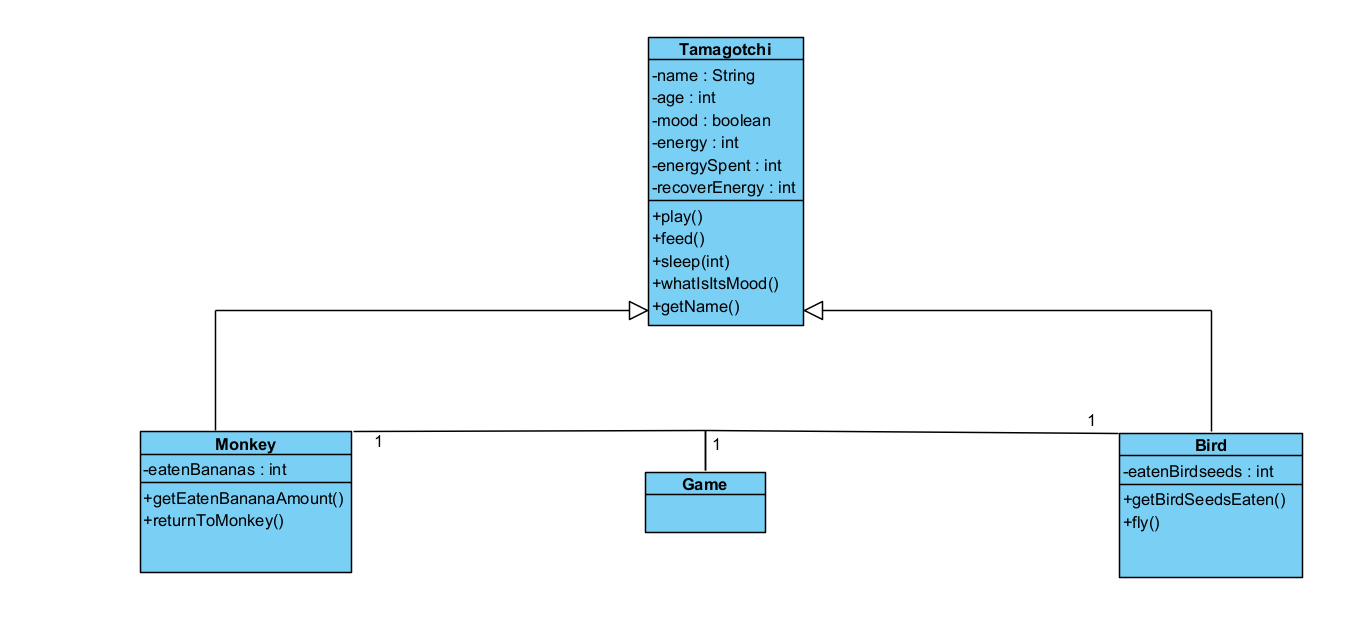 Tamagotchi
-name : String
-age : int
-mood : boolean
-energy : int
-energySpent : int
-recoverEnergy : int
+play()
+feed()
+sleep(int)
+whatIsItsMood()
+getName()
1
1
1
Monkey
-eatenBananas : int
+getEatenBananaAmount()
+returnToMonkey()
Game
Bird
-eatenBirdseeds : int
+getBirdSeedsEaten()
+fly()